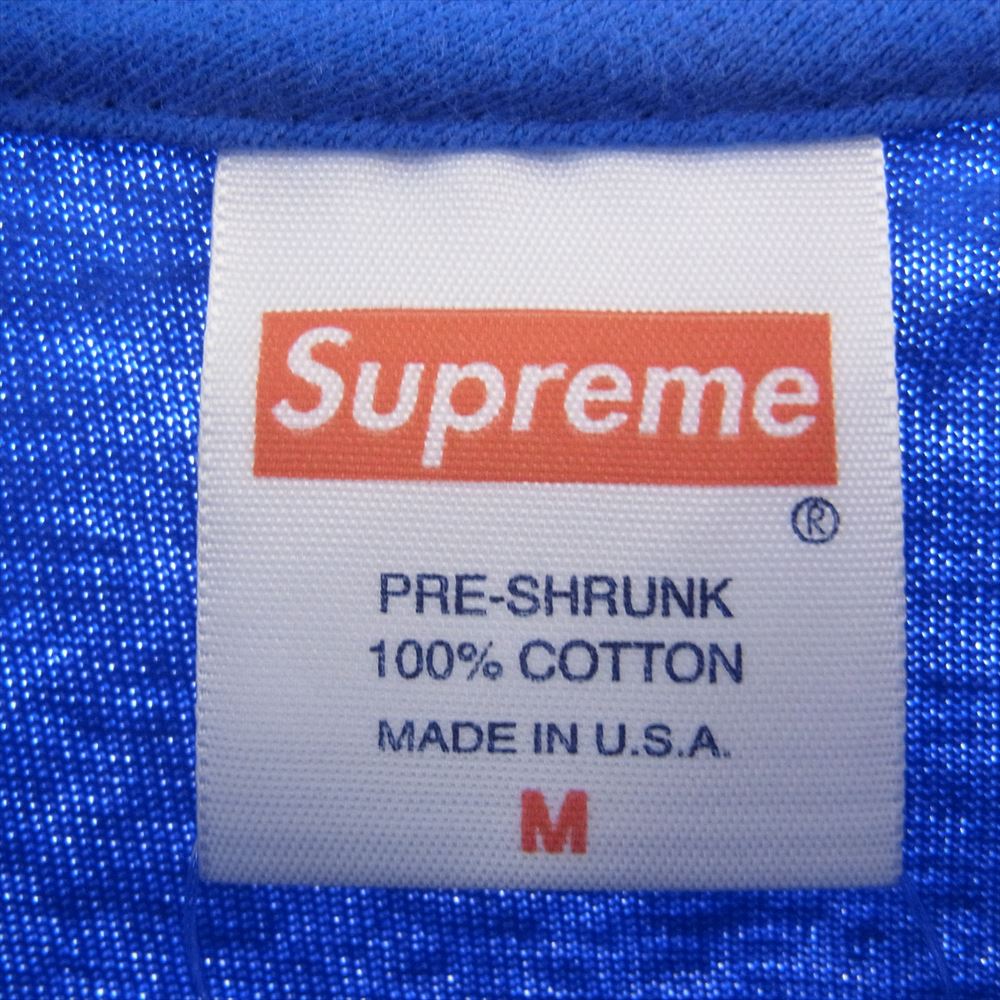 Supreme
®
PRE-SHRUNK
100% COTTON
MADE IN U.S.A.
M